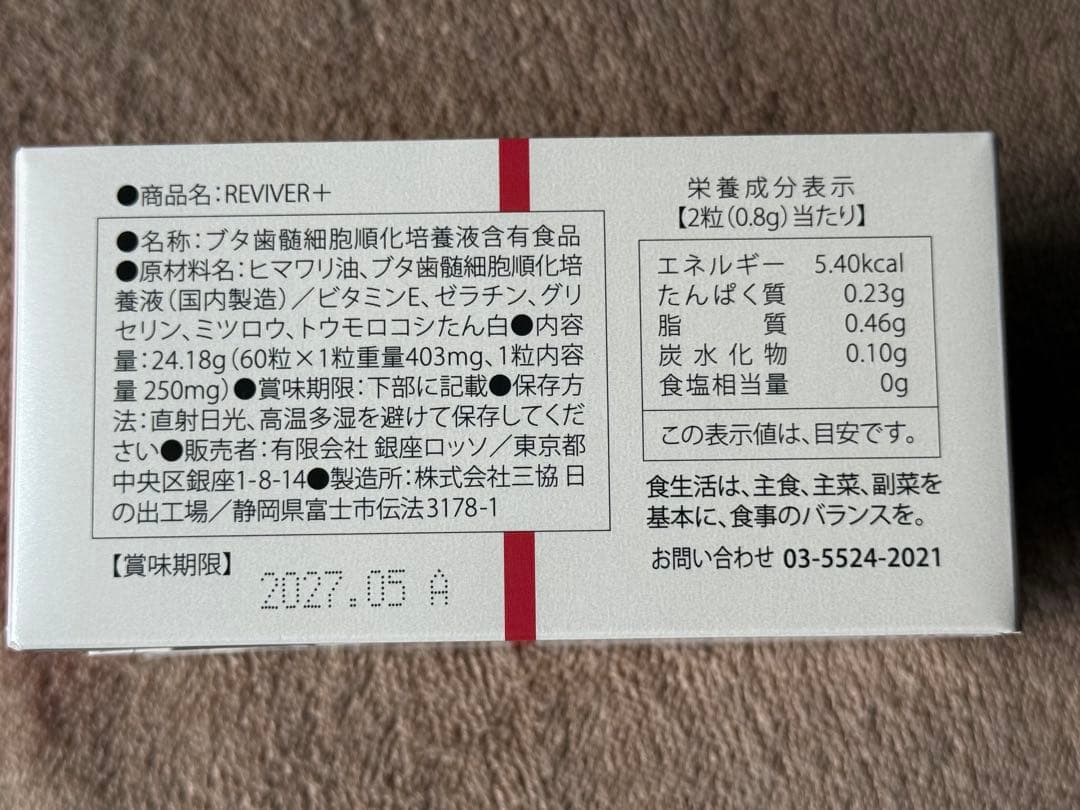 ●商品名:REVIVER＋
●名称:ブタ歯髄細胞順化培養液含有食品
●原材料名:ヒマワリ油、ブタ歯髄細胞順化培
養液(国内製造)／ビタミンE、ゼラチン、グリ
セリン、ミツロウ、トウモロコシたん白●内容
量:24.18g(60粒×1粒重量403mg、1粒内容
量 250mg)●賞味期限:下部に記載●保存方
法:直射日光、高温多湿を避けて保存してくだ
さい●販売者:有限会社 銀座ロッソ／東京都
中央区銀座1-8-14●製造所:株式会社三協 日
の出工場／静岡県富士市伝法3178-1
【賞味期限】
2027.05 A
栄養成分表示
【2粒(0.8g)当たり】
エネルギー 5.40kcal
たんぱく質 0.23g
脂質 0.46g
炭水化物 0.10g
食塩相当量 0g
この表示値は、目安です。
食生活は、主食、主菜、副菜を
基本に、食事のバランスを。
お問い合わせ 03-5524-2021